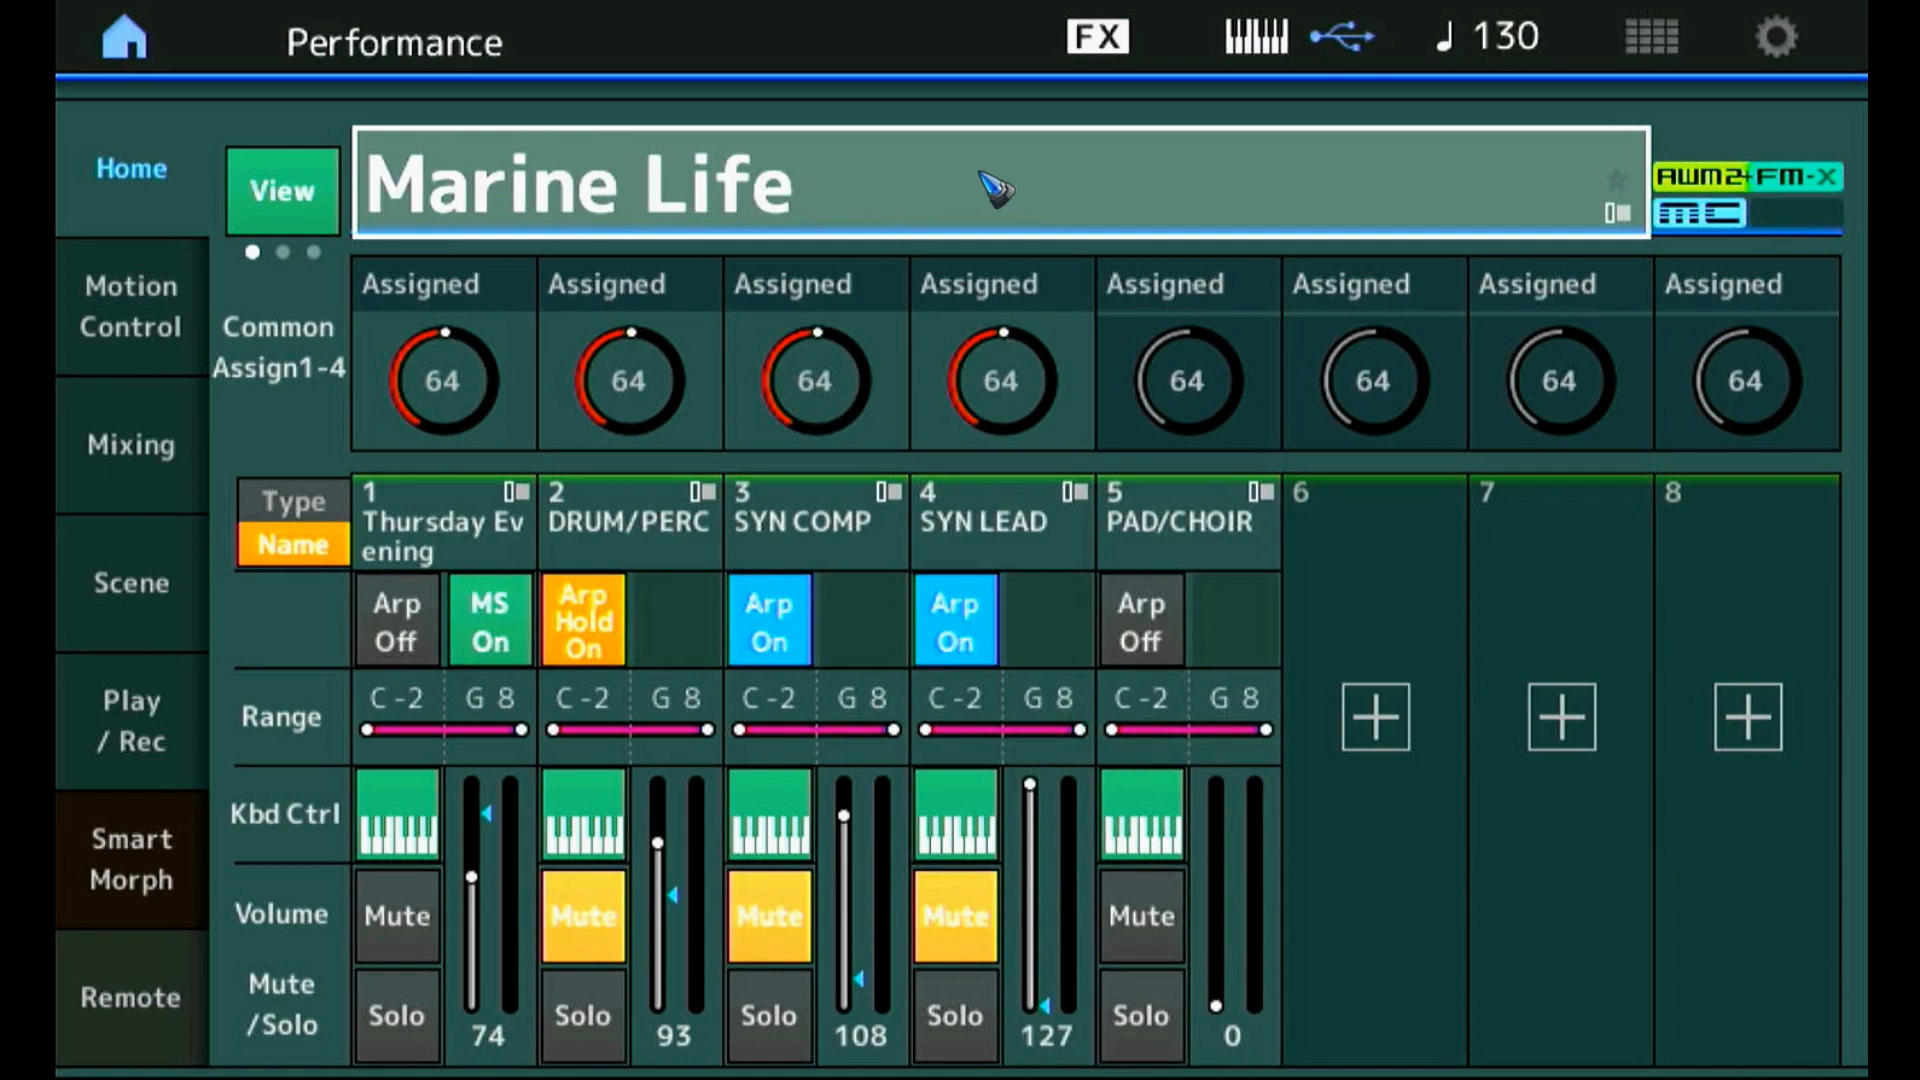 Performance
FX
130
Home
View
Marine Life
AWM2+FM-X
MC
Motion
Control
Common
Assign1-4
Assigned
Assigned
Assigned
Assigned
Assigned
Assigned
Assigned
Assigned
64
64
64
64
64
64
64
64
Mixing
Type
Name
1
Thursday Ev
ening
2
DRUM/PERC
3
SYN COMP
4
SYN LEAD
5
PAD/CHOIR
6
7
8
Scene
Arp
Off
MS
On
Arp
Hold
On
Arp
On
Arp
On
Arp
Off
Play
/ Rec
Range
C -2
G 8
C -2
G 8
C -2
G 8
C -2
G 8
C -2
G 8
Smart
Morph
Kbd Ctrl
Volume
Mute
Mute
Mute
Mute
Mute
Remote
Mute
/Solo
Solo
Solo
Solo
Solo
Solo
74
93
108
127
0